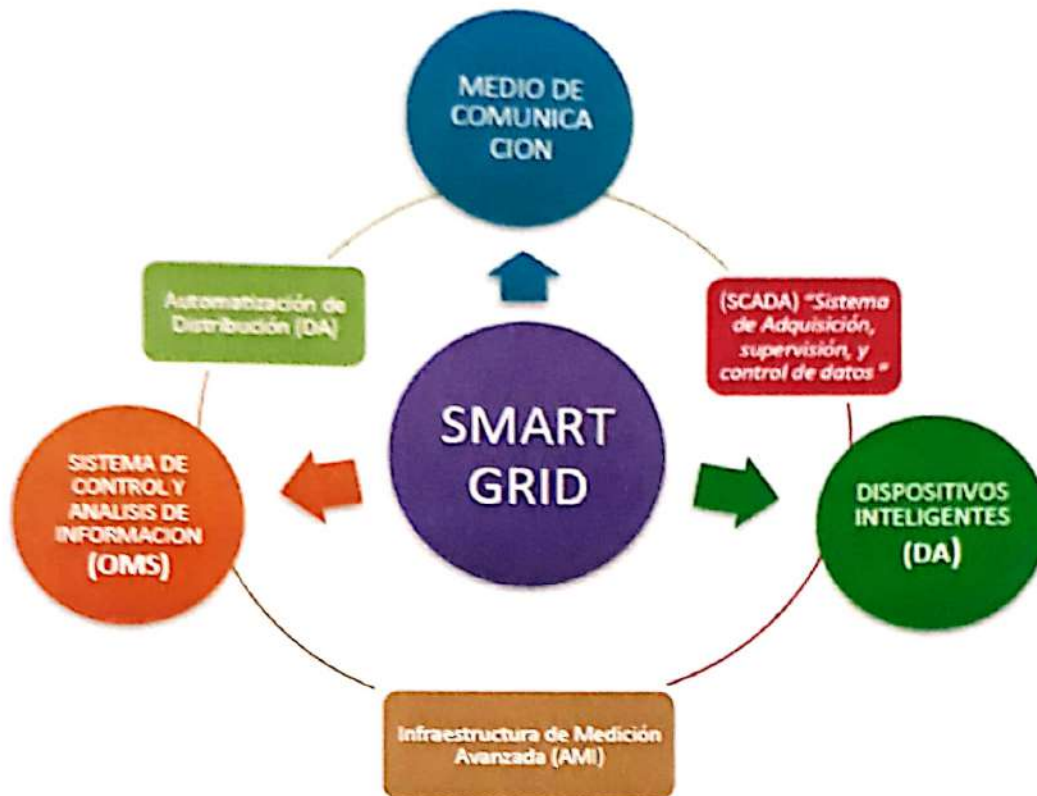 MEDIO DE
COMUNICA
CION
Automatización de
Distribución (DA)
(SCADA) "Sistema
de Adquisición,
supervisión, y
control de datos "
SMART
GRID
SISTEMA DE
CONTROL Y
ANALISIS DE
INFORMACION
(OMS)
DISPOSITIVOS
INTELIGENTES
(DA)
Infraestructura de Medición
Avanzada (AMI)